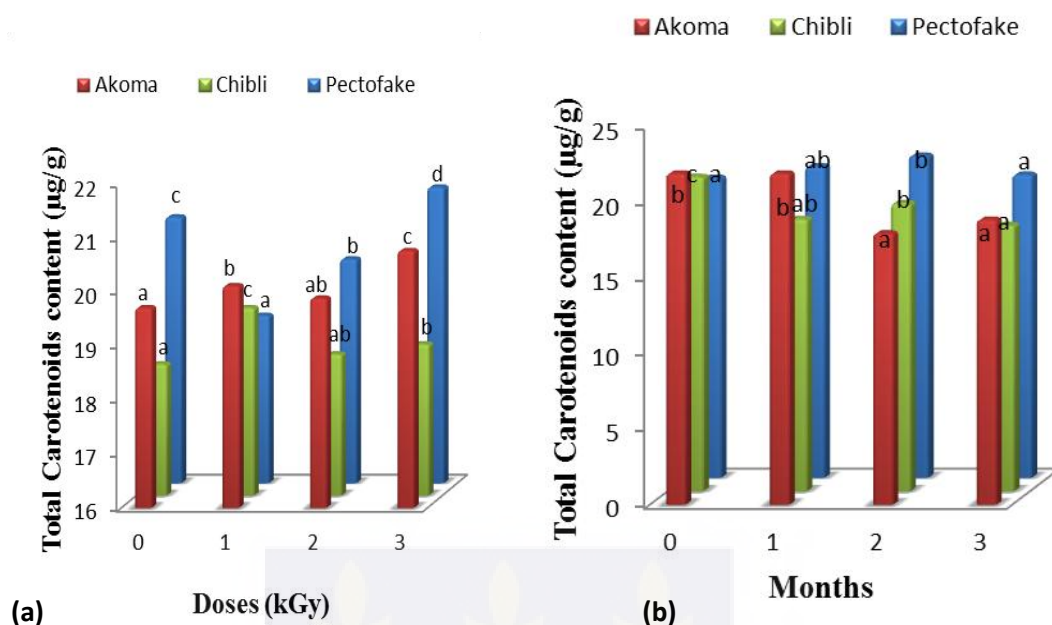 Akoma Chibli Pectofake
Total Carotenoids content (µg/g)
22
21
20
19
18
17
16
a
a
c
b
c
a
ab
ab
b
c
b
d
0 1 2 3
Doses (kGy)
(a)
Akoma Chibli Pectofake
Total Carotenoids content (µg/g)
25
20
15
10
5
0
b
c
a
b
ab
ab
a
b
b
a
a
a
0 1 2 3
Months
(b)